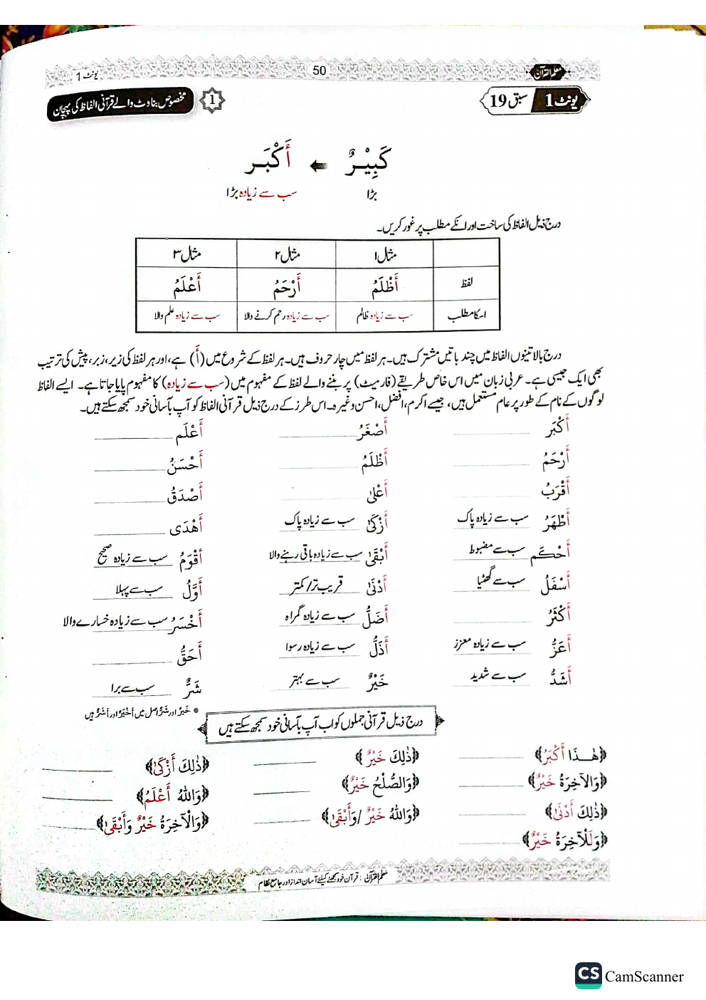 معلم القرآن 50 یونٹ 1
یونٹ 1 سبق 19 1 مخصوص بناوٹ والے قرآنی الفاظ کی پہچان
كَبِيْرٌ أَكْبَر
بڑا سب سے زیادہ بڑا
درج ذیل الفاظ کی ساخت اور انکے مطلب پر غور کریں۔
مثال ۱ مثال ۲ مثال ۳
لفظ أَظْلَمُ أَرْحَمُ أَعْلَمُ
اسکا مطلب سب سے زیادہ ظالم سب سے زیادہ رحم کرنے والا سب سے زیادہ علم والا
درج بالا تینوں الفاظ میں چند باتیں مشترک ہیں۔ ہر لفظ میں چار حروف ہیں۔ ہر لفظ کے شروع میں (أَ) ہے، اور ہر لفظ کی زیر، زبر، پیش کی ترتیب
بھی ایک جیسی ہے۔ عربی زبان میں اس خاص طریقے (فارمیٹ) پر بننے والے لفظ کے مفہوم میں (سب سے زیادہ) کا مفہوم پایا جاتا ہے۔ ایسے الفاظ
لوگوں کے نام کے طور پر عام مستعمل ہیں، جیسے اکرم، افضل، احسن وغیرہ۔ اس طرز کے درج ذیل قرآنی الفاظ کو آپ بآسانی خود سمجھ سکتے ہیں۔
أَكْبَر أَصْغَرُ أَعْلَم
أَرْحَمُ أَظْلَمُ أَحْسَنُ
أَقْرَبُ أَعْلىٰ أَصْدَقُ
أَطْهَرُ سب سے زیادہ پاک أَزْكَىٰ سب سے زیادہ پاک أَهْدَى
أَحْكَم سب سے مضبوط أَبْقَىٰ سب سے زیادہ باقی رہنے والا أَقْوَمُ سب سے زیادہ صحیح
أَسْفَلُ سب سے گھٹیا أَدْنَىٰ قریب تر/کمتر أَوَّلُ سب سے پہلا
أَكْثَرُ أَضَلُّ سب سے زیادہ گمراہ أَخْسَرُ سب سے زیادہ خسارے والا
أَعَزُّ سب سے زیادہ معزز أَذَلُّ سب سے زیادہ رسوا أَحَقُّ
أَشَدُّ سب سے شدید خَيْرٌ سب سے بہتر شَرٌّ سب سے برا
• خَيْرٌ اور شَرٌّ اصل میں أَخْيَرُ اور أَشَرُّ ہیں
درج ذیل قرآنی جملوں کو اب آپ بآسانی خود سمجھ سکتے ہیں
﴿هٰذَا أَكْبَرُ﴾ ﴿ذٰلِكَ خَيْرٌ﴾ ﴿ذٰلِكَ أَزْكَىٰ﴾
﴿وَالآخِرَةُ خَيْرٌ﴾ ﴿وَالصُّلْحُ خَيْرٌ﴾ ﴿وَاللهُ أَعْلَمُ﴾
﴿ذٰلِكَ أَدْنَىٰ﴾ ﴿وَاللهُ خَيْرٌ /وَأَبْقَىٰ﴾ ﴿وَالْآخِرَةُ خَيْرٌ وَأَبْقَىٰ﴾
﴿وَلَلْآخِرَةُ خَيْرٌ﴾
معلم القرآن : قرآن خود سمجھنے کیلئے آسان انداز اور جامع نظام
CS CamScanner